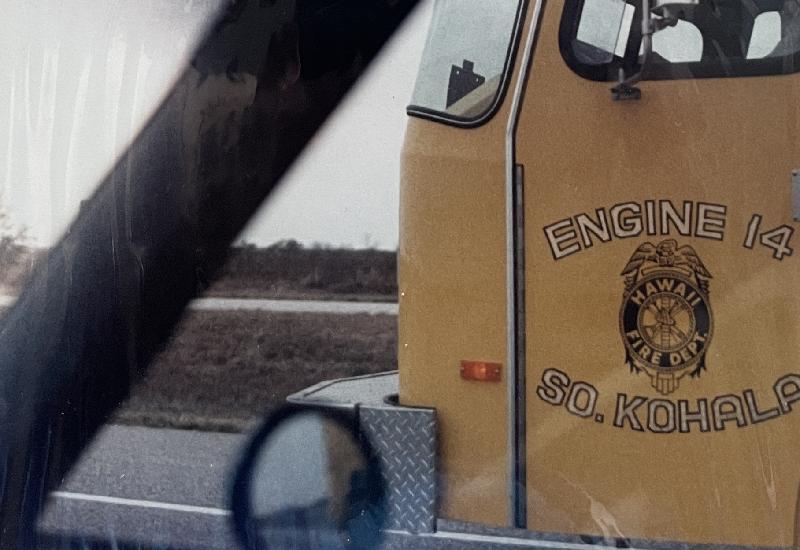 ENGINE 14
HAWAII
FIRE DEPT.
SO. KOHALA